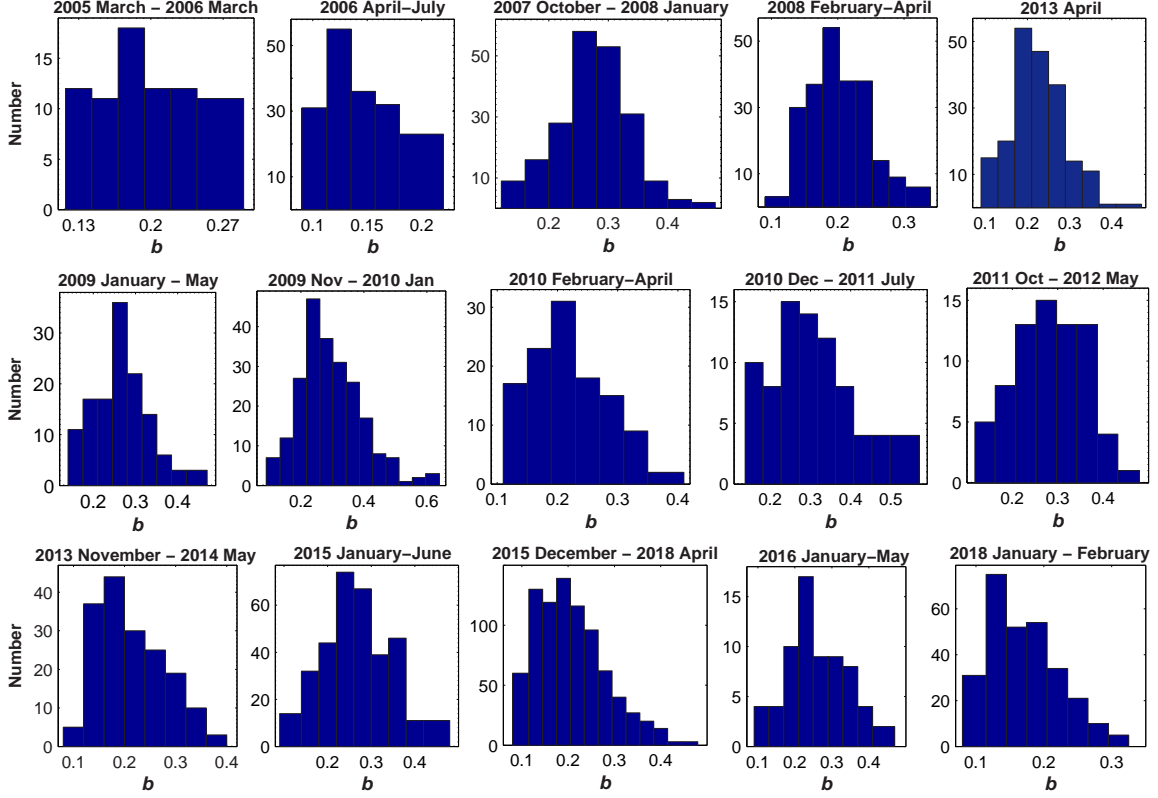 2005 March – 2006 March
2006 April–July
2007 October – 2008 January
2008 February–April
2013 April
Number
15
10
5
0
0.13 0.2 0.27
b
50
30
10
0.1 0.15 0.2
b
50
30
10
0.2 0.3 0.4
b
50
30
10
0.1 0.2 0.3
b
50
30
10
0.1 0.2 0.3 0.4
b
2009 January – May
2009 Nov – 2010 Jan
2010 February–April
2010 Dec – 2011 July
2011 Oct – 2012 May
Number
30
20
10
0
0.2 0.3 0.4
b
40
30
20
10
0
0.2 0.4 0.6
b
30
20
10
0
0.1 0.2 0.3 0.4
b
15
10
5
0
0.2 0.3 0.4 0.5
b
15
10
5
0
0.2 0.3 0.4
b
2013 November – 2014 May
2015 January–June
2015 December – 2018 April
2016 January–May
2018 January – February
Number
40
30
20
10
0
0.1 0.2 0.3 0.4
b
60
40
20
0
0.1 0.2 0.3 0.4
b
100
50
0
0.1 0.2 0.3 0.4
b
15
10
5
0
0.1 0.2 0.3 0.4
b
60
40
20
0
0.1 0.2 0.3
b